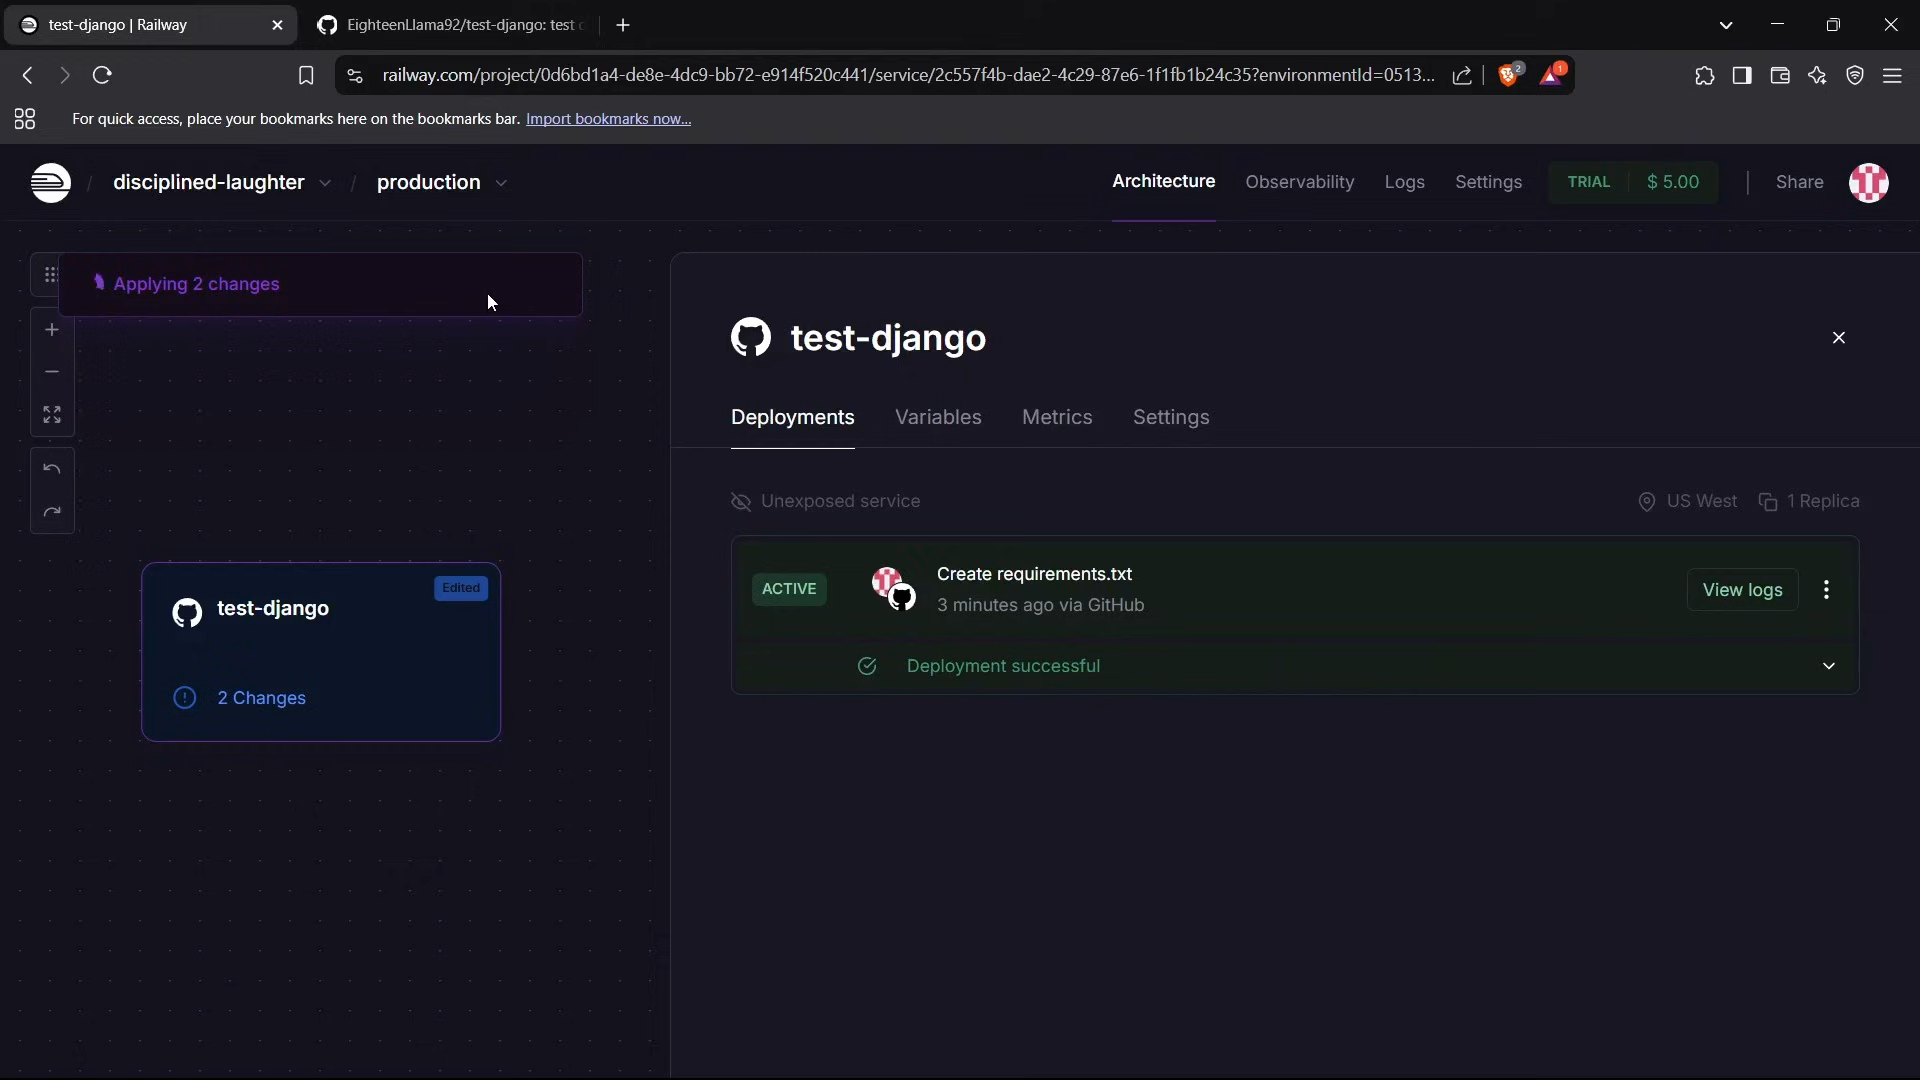 test-django | Railway
EighteenLlama92/test-django: test
railway.com/project/0d6bd1a4-de8e-4dc9-bb72-e914f520c441/service/2c557f4b-dae2-4c29-87e6-1f1fb1b24c35?environmentId=0513...
2
1
For quick access, place your bookmarks here on the bookmarks bar. Import bookmarks now...
/ disciplined-laughter / production
Architecture
Observability
Logs
Settings
TRIAL
$ 5.00
Share
Applying 2 changes
test-django
Edited
2 Changes
test-django
Deployments
Variables
Metrics
Settings
Unexposed service
US West
1 Replica
ACTIVE
Create requirements.txt
3 minutes ago via GitHub
View logs
Deployment successful